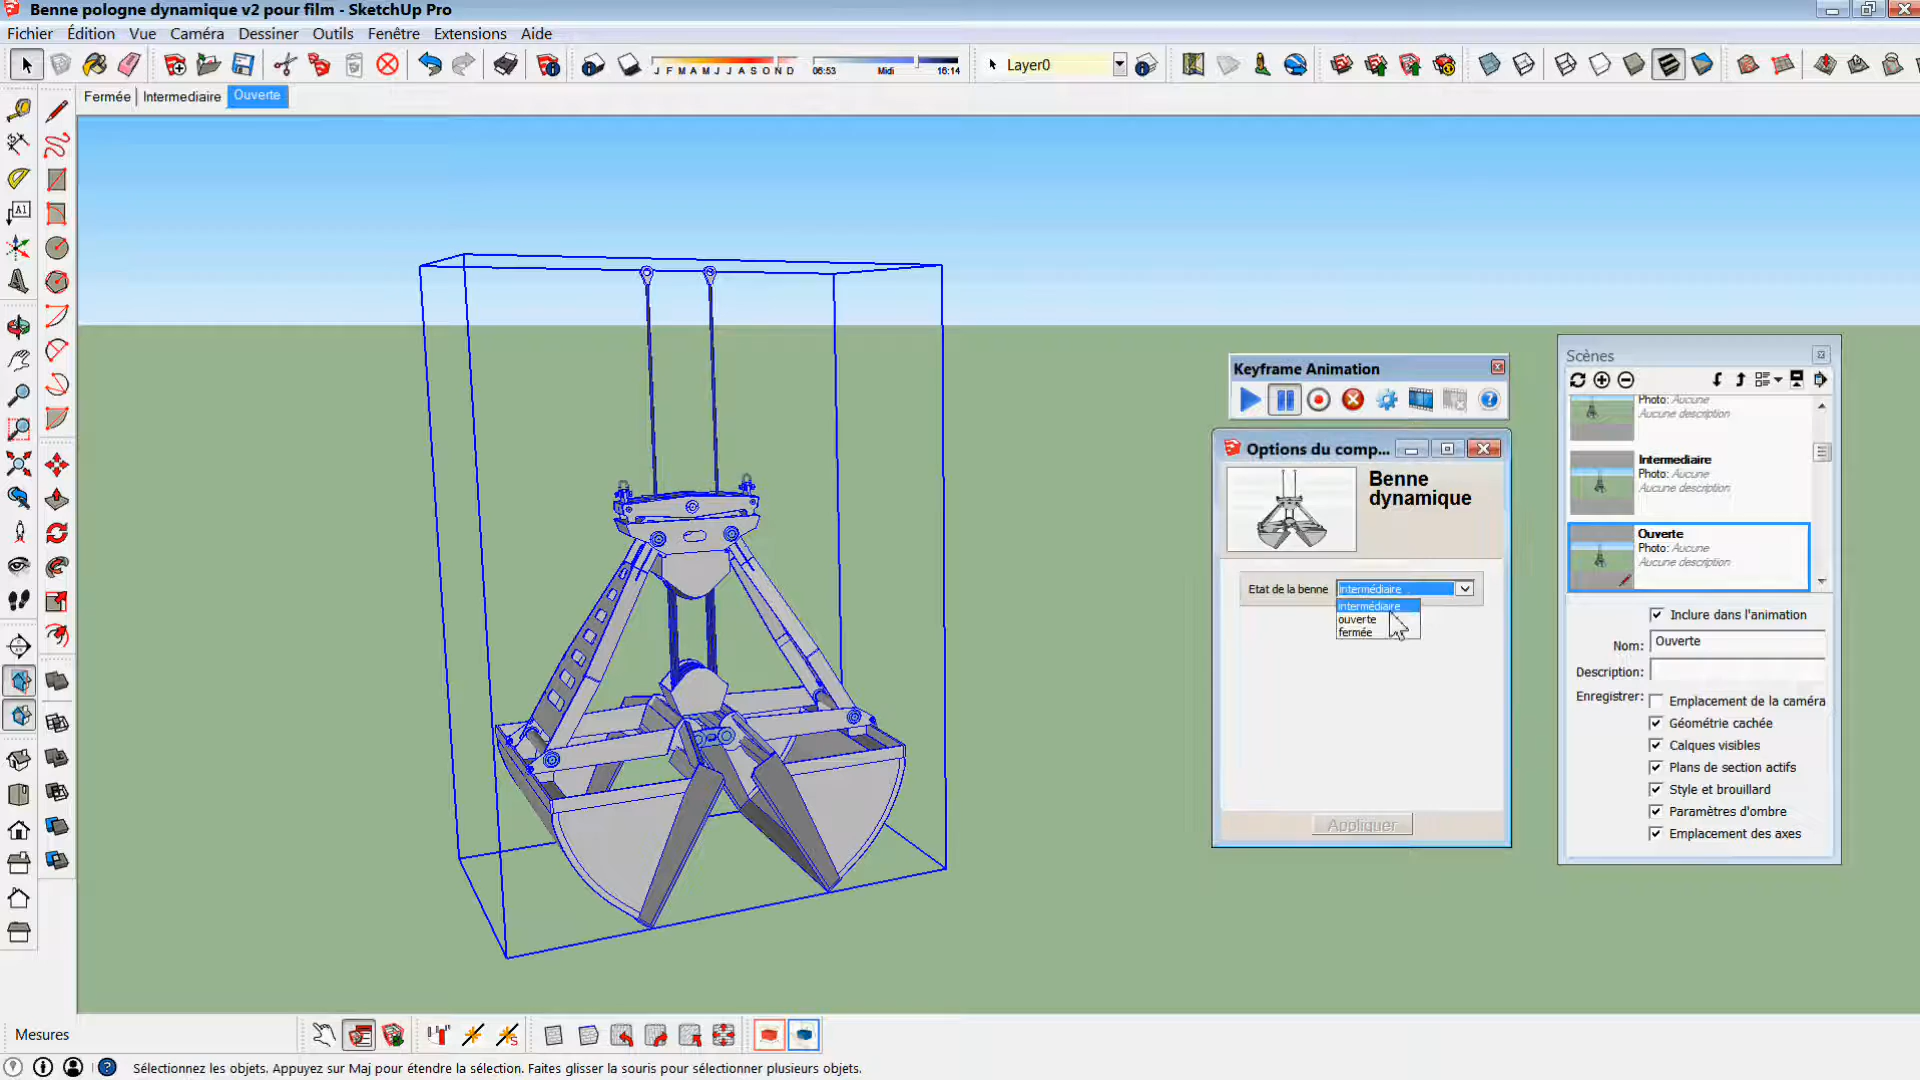 Benne pologne dynamique v2 pour film - SketchUp Pro
Fichier Édition Vue Caméra Dessiner Outils Fenêtre Extensions Aide
J F M A M J J A S O N D 06:53 Midi 16:14 Layer0
Fermée Intermediaire Ouverte
A1
Keyframe Animation
Options du comp...
Benne
dynamique
Etat de la benne intermédiaire
intermédiaire
ouverte
fermée
Appliquer
Scènes
Photo: Aucune
Aucune description
Intermediaire
Photo: Aucune
Aucune description
Ouverte
Photo: Aucune
Aucune description
Inclure dans l'animation
Nom: Ouverte
Description:
Enregistrer: Emplacement de la caméra
Géométrie cachée
Calques visibles
Plans de section actifs
Style et brouillard
Paramètres d'ombre
Emplacement des axes
Mesures
Sélectionnez les objets. Appuyez sur Maj pour étendre la sélection. Faites glisser la souris pour sélectionner plusieurs objets.